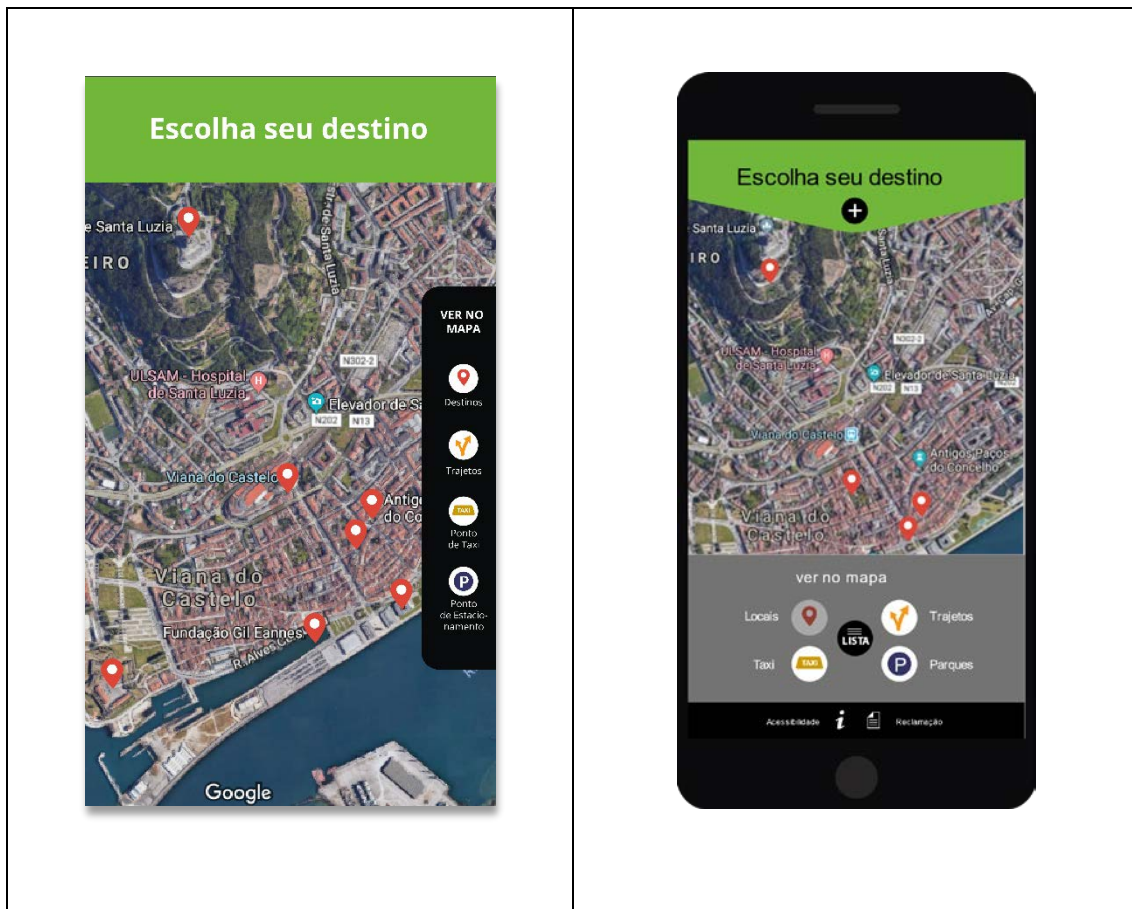 Escolha seu destino
e Santa Luzia
EIRO
str. de Santa Luzia
N302-2
ULSAM - Hospital
de Santa Luzia
Elevador de Sa
N202
N13
Viana do Castelo
Antig
do Co
Viana do
Castelo
Fundação Gil Eannes
R. Alves
Google
VER NO
MAPA
Destinos
Trajetos
TAXI
Ponto
de Taxi
P
Ponto
de Estacio-
namento
Escolha seu destino
Santa Luzia
IRO
N302-2
ULSAM - Hospital
de Santa Luzia
Elevador de Santa Luzia
N202
N13
N202
Viana do Castelo
Antigos Paços
do Concelho
Viana do
Castelo
ver no mapa
Locais
Trajetos
LISTA
Taxi
TAXI
P
Parques
Acessibilidade
i
Reclamação